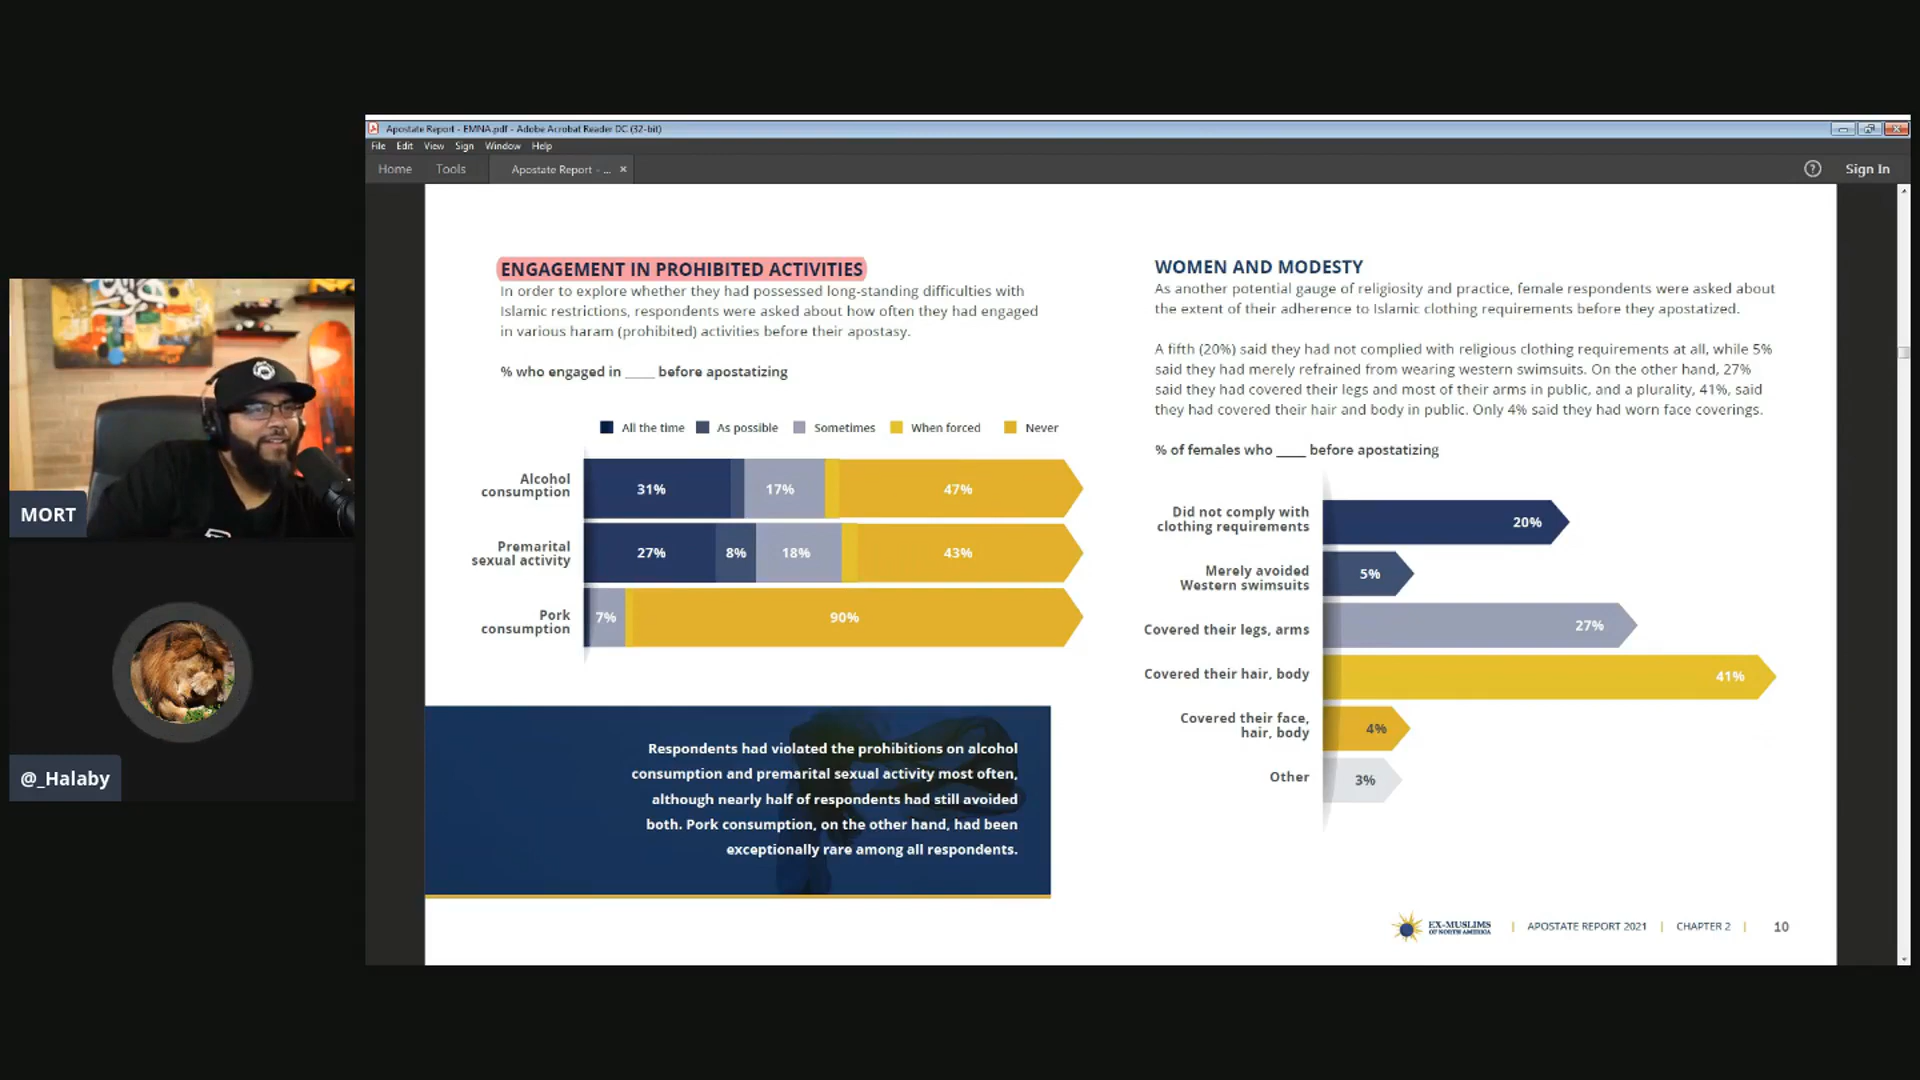 Apostate Report - EMNA.pdf - Adobe Acrobat Reader DC (32-bit)
File Edit View Sign Window Help
Home Tools Apostate Report - ... × ? Sign In
ENGAGEMENT IN PROHIBITED ACTIVITIES
In order to explore whether they had possessed long-standing difficulties with
Islamic restrictions, respondents were asked about how often they had engaged
in various haram (prohibited) activities before their apostasy.
% who engaged in _____ before apostatizing
All the time As possible Sometimes When forced Never
Alcohol
consumption
31% 17% 47%
Premarital
sexual activity
27% 8% 18% 43%
Pork
consumption
7% 90%
Respondents had violated the prohibitions on alcohol
consumption and premarital sexual activity most often,
although nearly half of respondents had still avoided
both. Pork consumption, on the other hand, had been
exceptionally rare among all respondents.
WOMEN AND MODESTY
As another potential gauge of religiosity and practice, female respondents were asked about
the extent of their adherence to Islamic clothing requirements before they apostatized.
A fifth (20%) said they had not complied with religious clothing requirements at all, while 5%
said they had merely refrained from wearing western swimsuits. On the other hand, 27%
said they had covered their legs and most of their arms in public, and a plurality, 41%, said
they had covered their hair and body in public. Only 4% said they had worn face coverings.
% of females who _____ before apostatizing
Did not comply with
clothing requirements
20%
Merely avoided
Western swimsuits
5%
Covered their legs, arms
27%
Covered their hair, body
41%
Covered their face,
hair, body
4%
Other
3%
EX-MUSLIMS
OF NORTH AMERICA
| APOSTATE REPORT 2021 | CHAPTER 2 | 10
MORT
@_Halaby